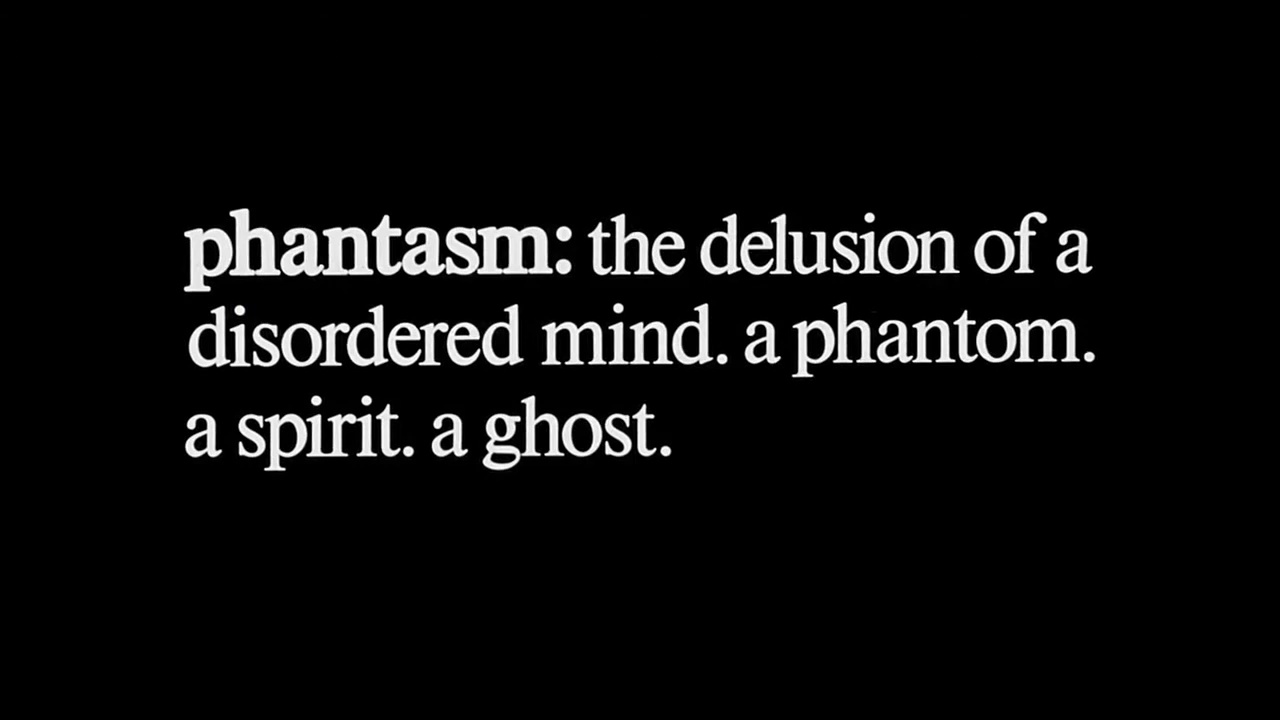 phantasm: the delusion of a
disordered mind. a phantom.
a spirit. a ghost.